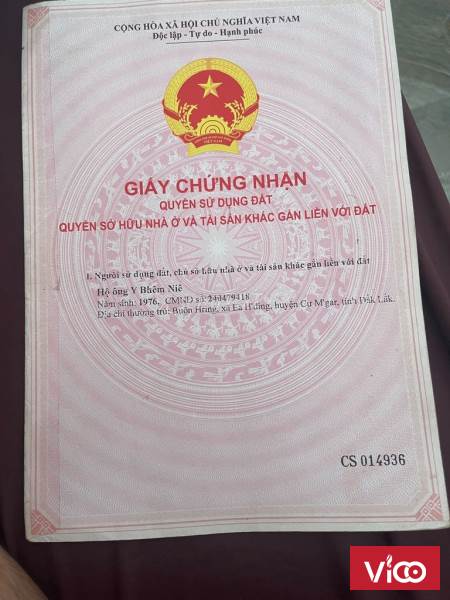 CỘNG HÒA XÃ HỘI CHỦ NGHĨA VIỆT NAM
Độc lập - Tự do - Hạnh phúc
VIỆT NAM
GIẤY CHỨNG NHẬN
QUYỀN SỬ DỤNG ĐẤT
QUYỀN SỞ HỮU NHÀ Ở VÀ TÀI SẢN KHÁC GẮN LIỀN VỚI ĐẤT
I. Người sử dụng đất, chủ sở hữu nhà ở và tài sản khác gắn liền với đất
Hộ ông Y Bhêm Niê
Năm sinh: 1976, CMND số: 240479418
Địa chỉ thường trú: Buôn Hring, xã Ea H'đing, huyện Cư M'gar, tỉnh Đắk Lắk.
CS 014936
ViCO